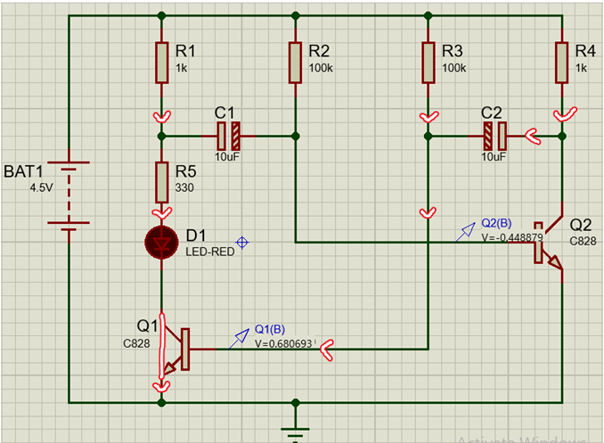 R1
1k
R2
100k
R3
100k
R4
1k
C1
10uF
C2
10uF
BAT1
4.5V
R5
330
D1
LED-RED
Q2(B)
V=-0.448879
Q2
C828
Q1
C828
Q1(B)
V=0.680693
Activate Windows